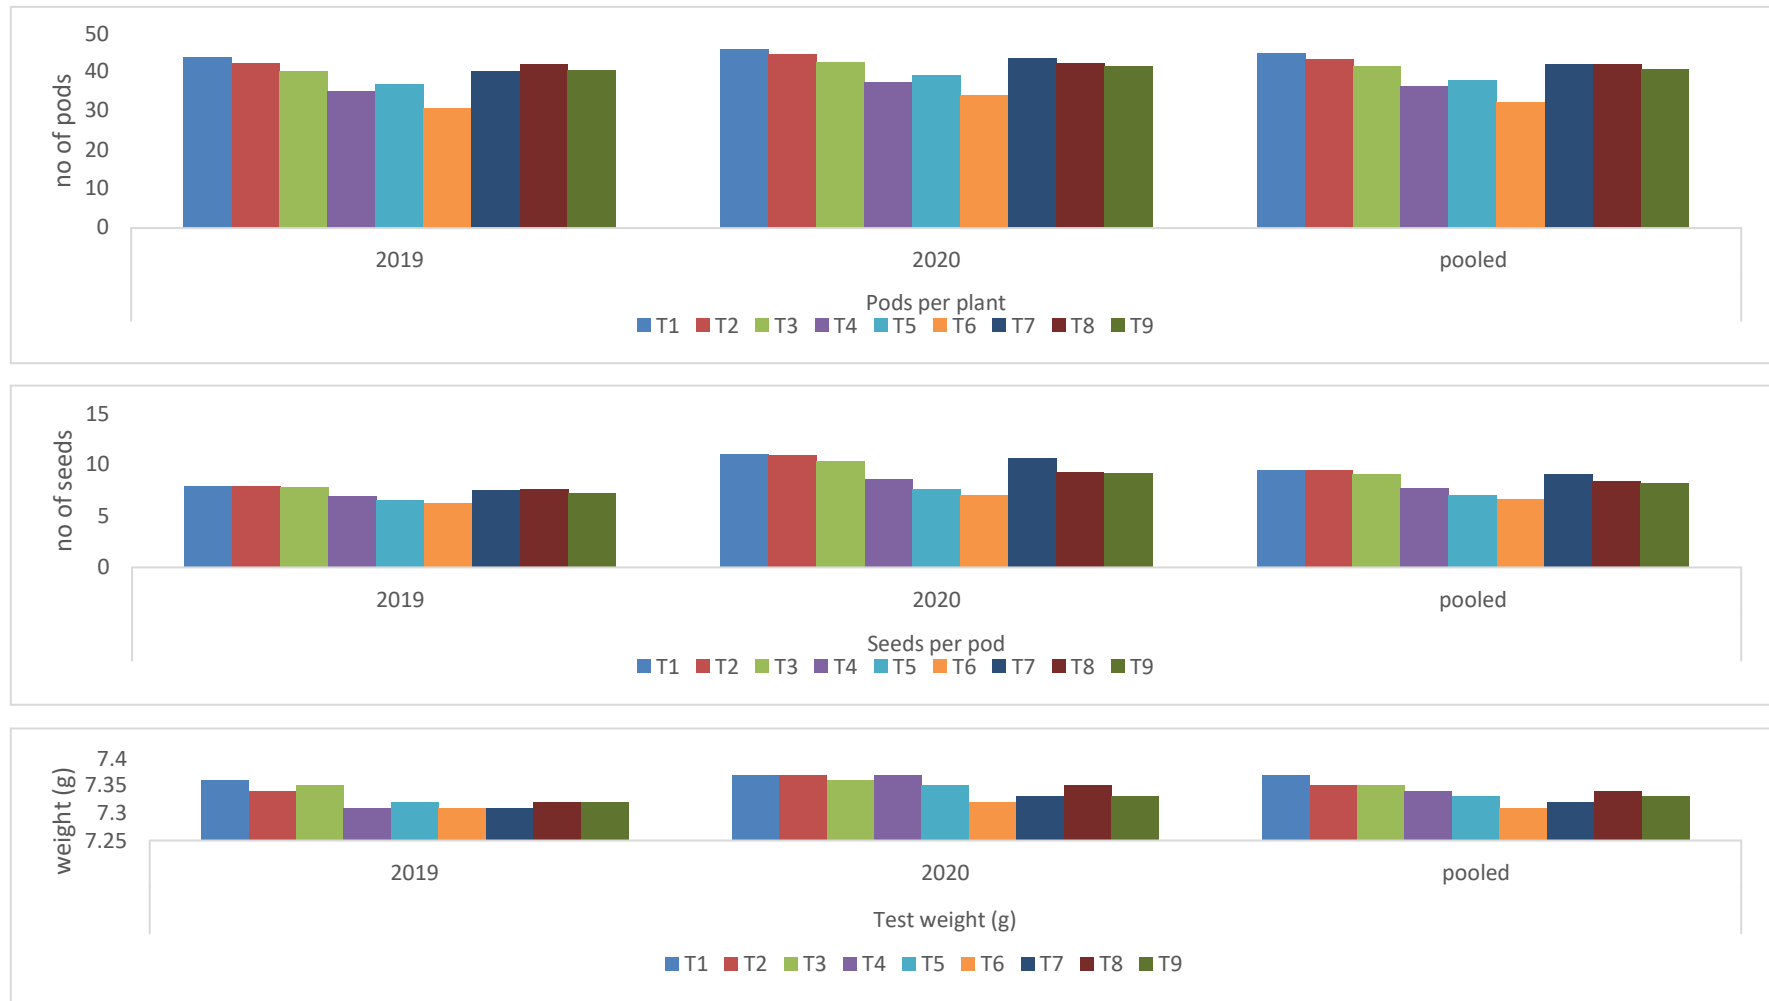 no of pods
50
40
30
20
10
0
2019 2020 pooled
Pods per plant
T1 T2 T3 T4 T5 T6 T7 T8 T9
no of seeds
15
10
5
0
2019 2020 pooled
Seeds per pod
T1 T2 T3 T4 T5 T6 T7 T8 T9
weight (g)
7.4
7.35
7.3
7.25
2019 2020 pooled
Test weight (g)
T1 T2 T3 T4 T5 T6 T7 T8 T9